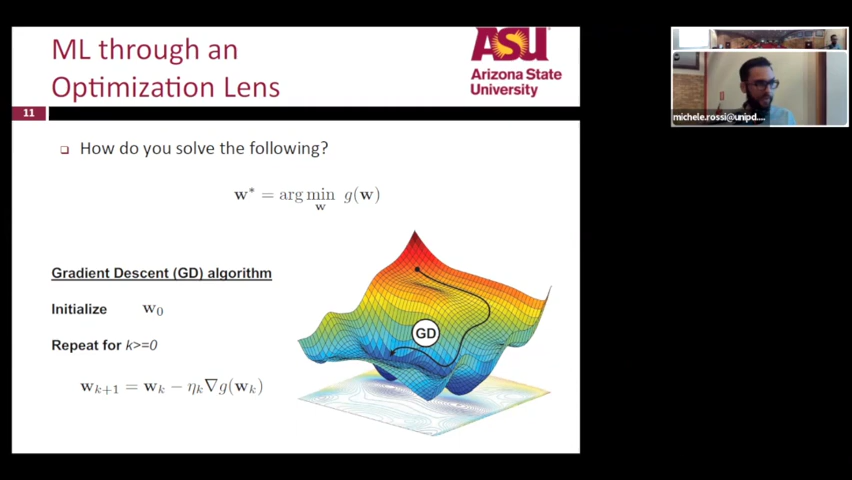 ML through an
Optimization Lens
ASU
Arizona State
University
11
How do you solve the following?
w* = arg min g(w)
w
Gradient Descent (GD) algorithm
Initialize w₀
Repeat for k>=0
wₖ₊₁ = wₖ − ηₖ∇g(wₖ)
GD
michele.rossi@unipd....